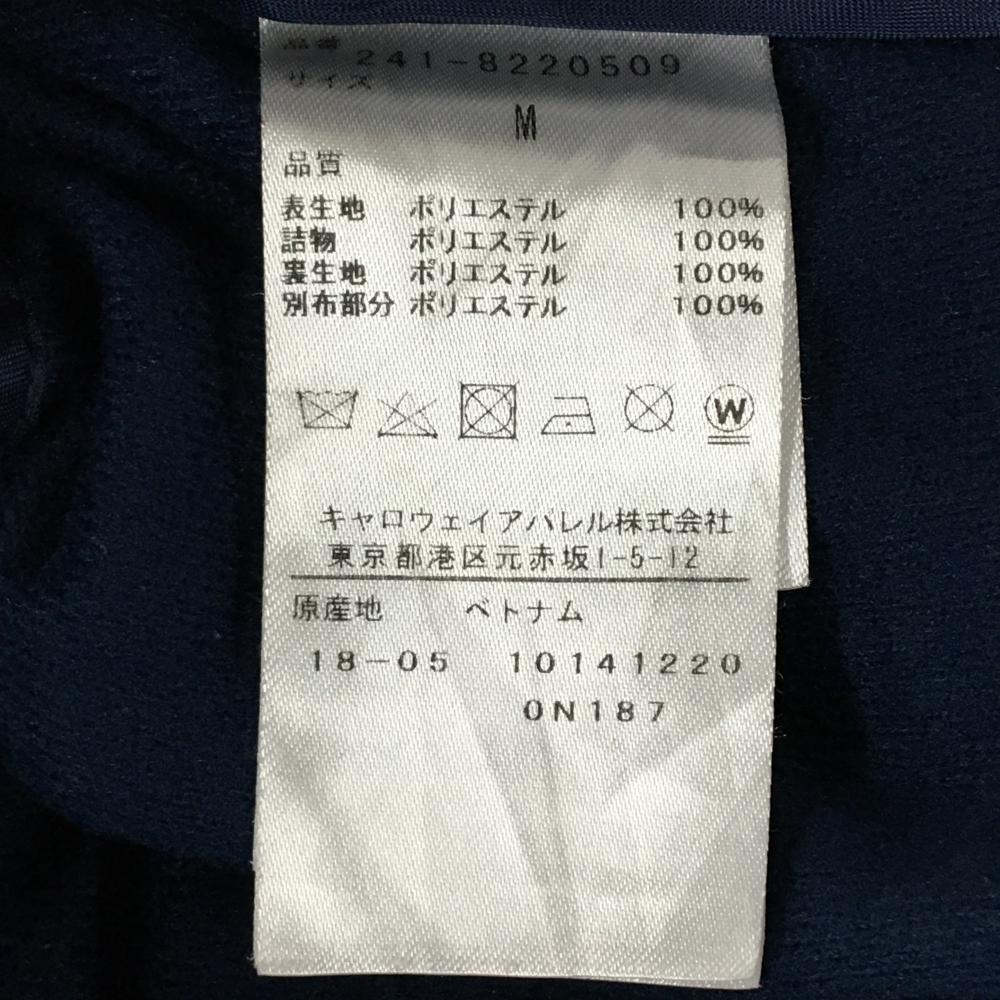 品番 241-8220509
サイズ
M
品質
表生地 ポリエステル 100%
詰物 ポリエステル 100%
裏生地 ポリエステル 100%
別布部分 ポリエステル 100%
W
キャロウェイアパレル株式会社
東京都港区元赤坂1-5-12
原産地 ベトナム
18-05 10141220
0N187